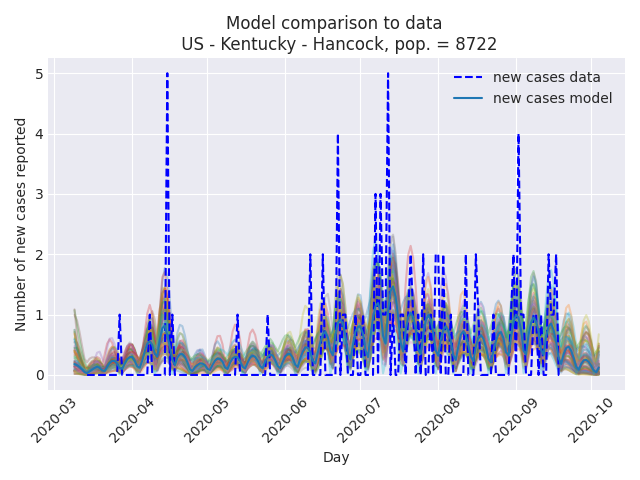 Model comparison to data
US - Kentucky - Hancock, pop. = 8722
new cases data
new cases model
Number of new cases reported
5
4
3
2
1
0
2020-03
2020-04
2020-05
2020-06
2020-07
2020-08
2020-09
2020-10
Day